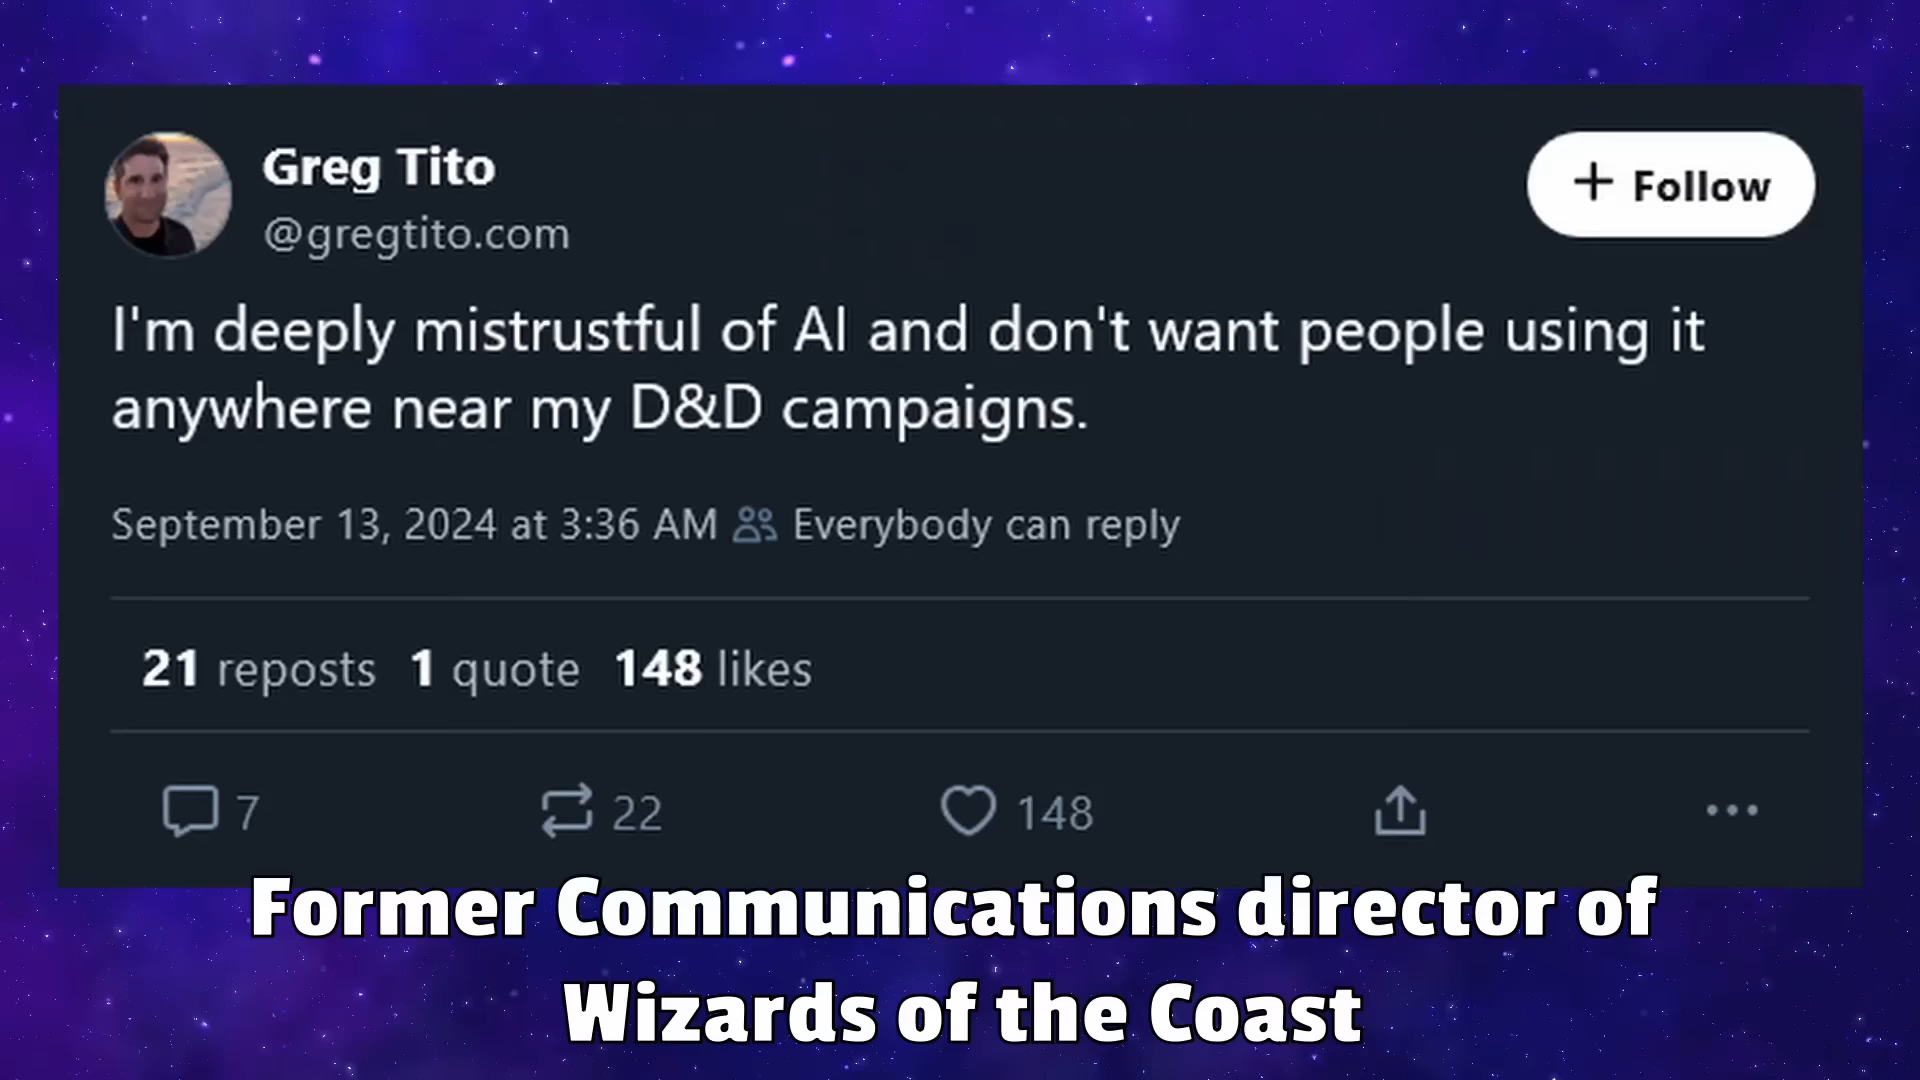 Greg Tito
@gregtito.com
+ Follow
I'm deeply mistrustful of AI and don't want people using it
anywhere near my D&D campaigns.
September 13, 2024 at 3:36 AM Everybody can reply
21 reposts 1 quote 148 likes
7 22 148
Former Communications director of
Wizards of the Coast